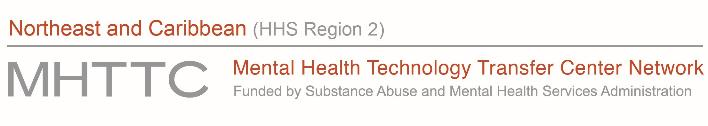 Northeast and Caribbean (HHS Region 2)
MHTTC Mental Health Technology Transfer Center Network
Funded by Substance Abuse and Mental Health Services Administration